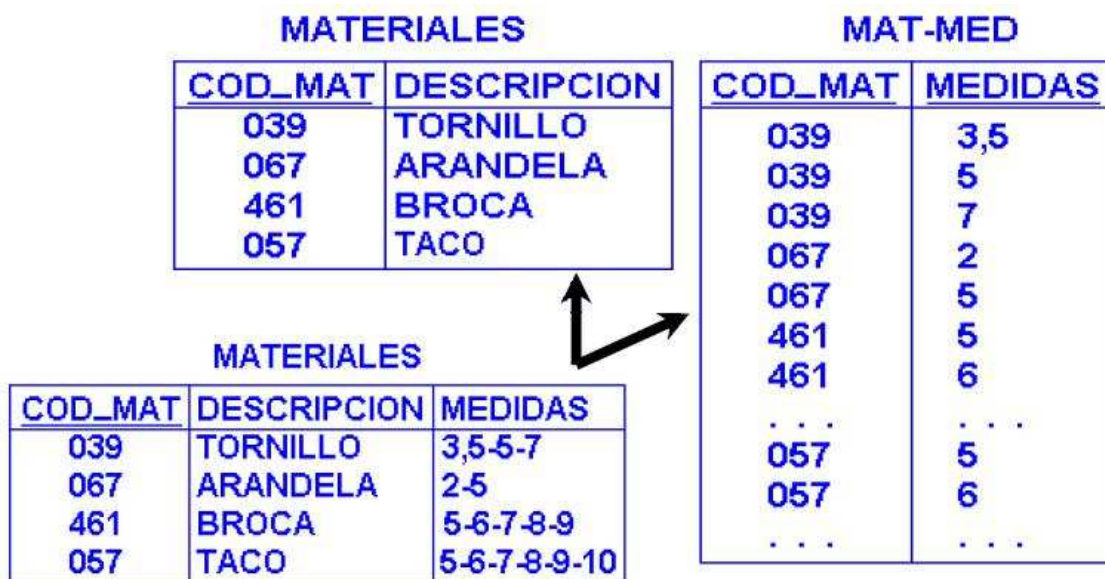 MATERIALES
COD_MAT DESCRIPCION
039 TORNILLO
067 ARANDELA
461 BROCA
057 TACO
MAT-MED
COD_MAT MEDIDAS
039 3,5
039 5
039 7
067 2
067 5
461 5
461 6
. . . . . .
057 5
057 6
. . . . . .
MATERIALES
COD_MAT DESCRIPCION MEDIDAS
039 TORNILLO 3,5-5-7
067 ARANDELA 2-5
461 BROCA 5-6-7-8-9
057 TACO 5-6-7-8-9-10